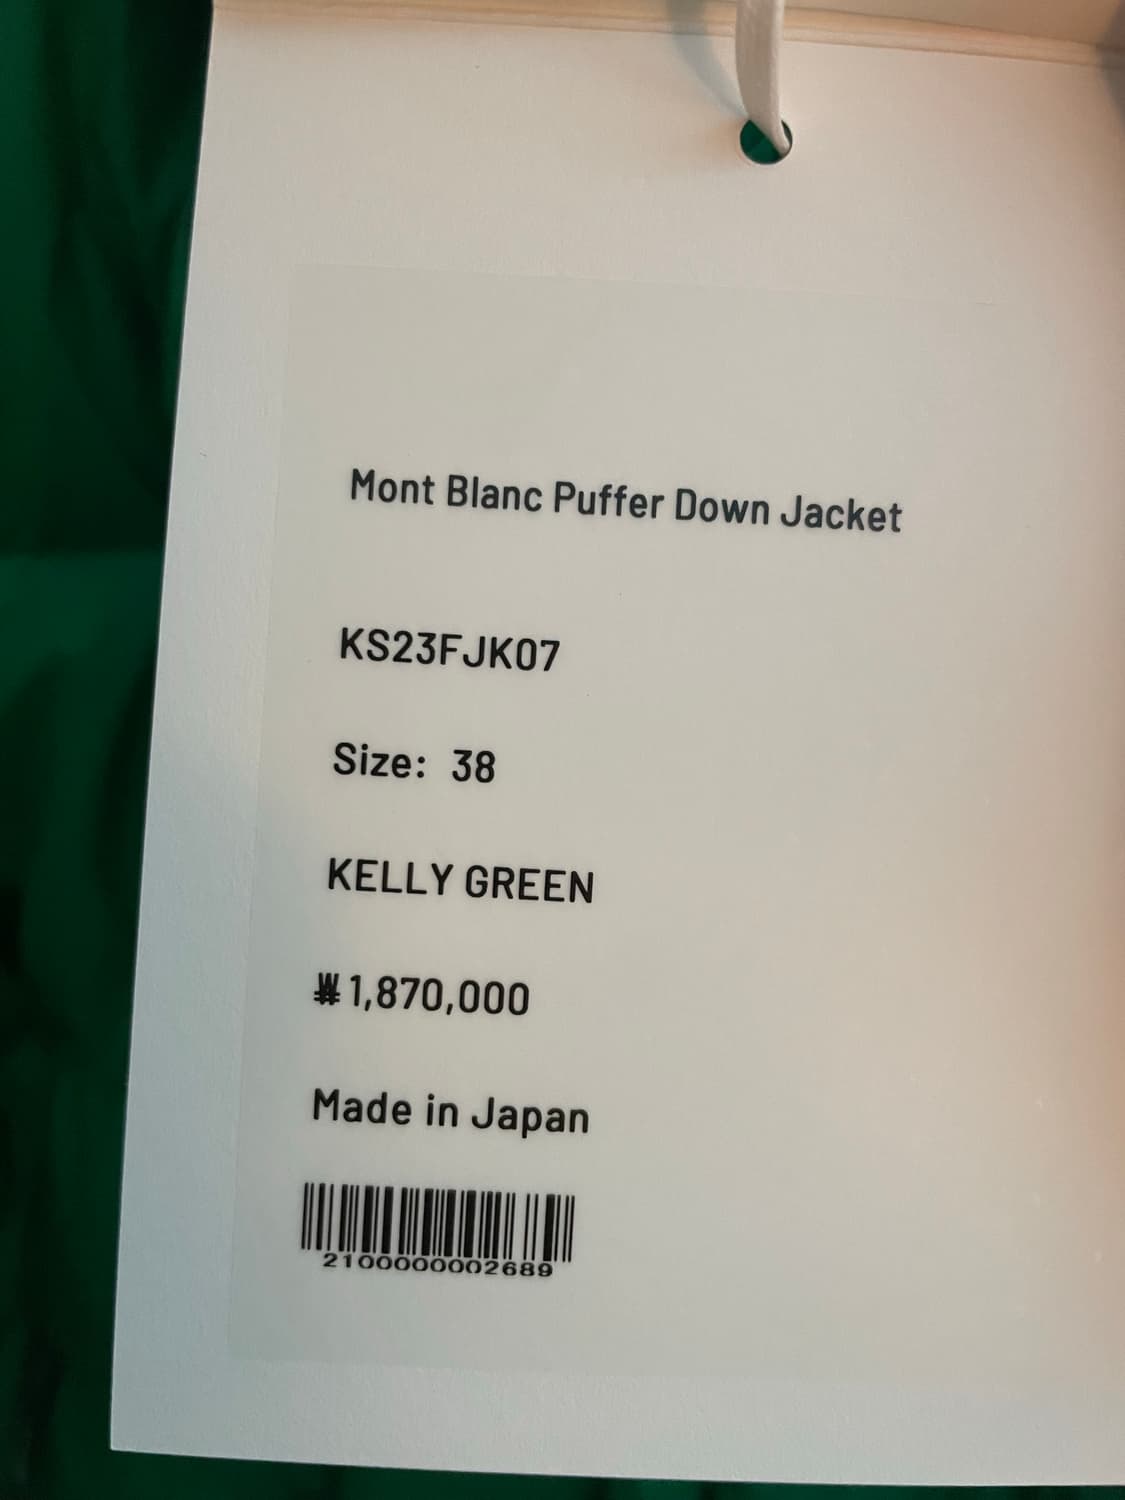 Mont Blanc Puffer Down Jacket
KS23FJK07
Size: 38
KELLY GREEN
₩1,870,000
Made in Japan
2100000002689